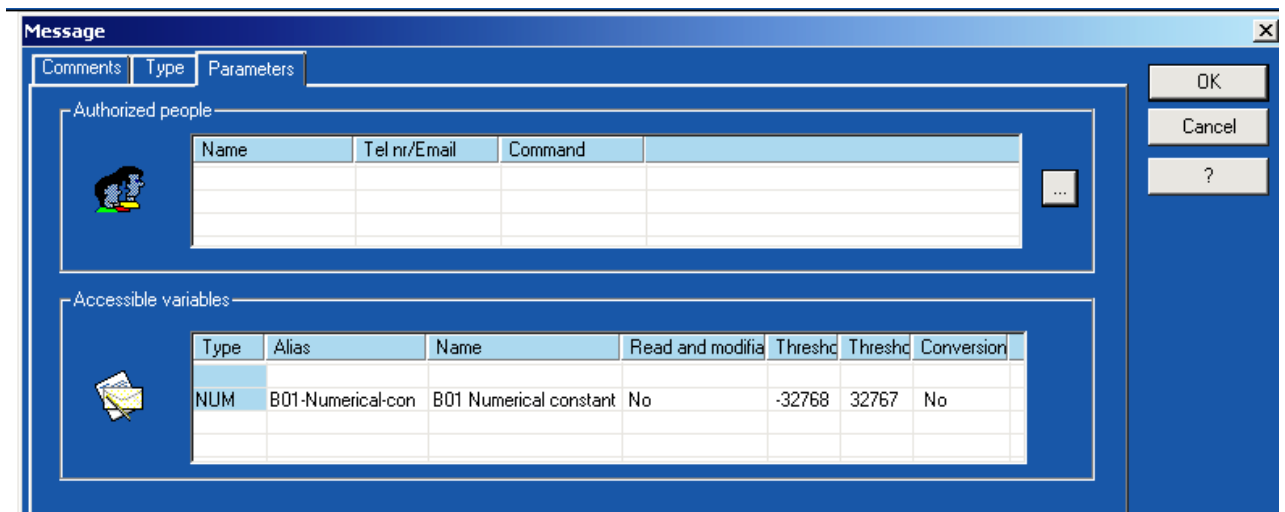 Message
Comments Type Parameters
OK
Cancel
?
Authorized people
Name Tel nr/Email Command
...
Accessible variables
Type Alias Name Read and modifia Thresho Thresho Conversion
NUM B01-Numerical-con B01 Numerical constant No -32768 32767 No